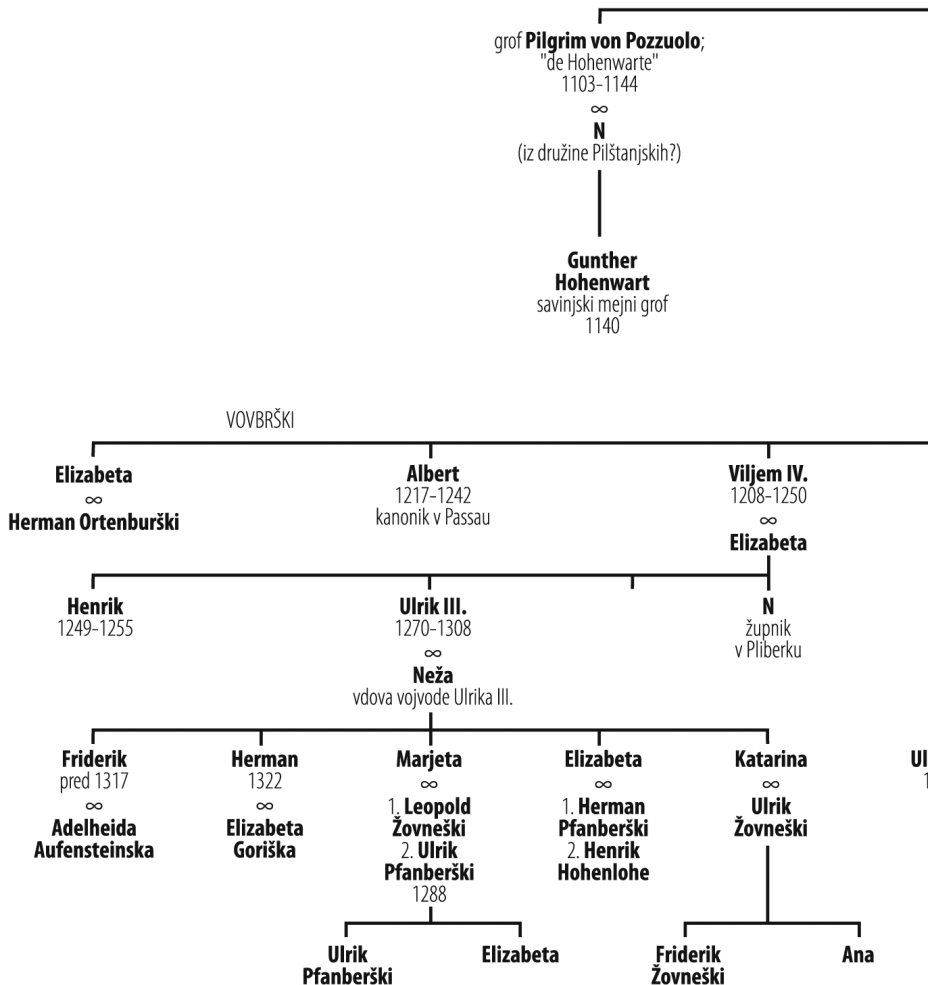 grof Pilgrim von Pozzuolo;
"de Hohenwarte"
1103-1144
∞
N
(iz družine Pilštanjskih?)
Gunther
Hohenwart
savinjski mejni grof
1140
VOVBRŠKI
Elizabeta
∞
Herman Ortenburški
Albert
1217-1242
kanonik v Passau
Viljem IV.
1208-1250
∞
Elizabeta
Henrik
1249-1255
Ulrik III.
1270-1308
∞
Neža
vdova vojvode Ulrika III.
N
župnik
v Pliberku
Friderik
pred 1317
∞
Adelheida
Aufensteinska
Herman
1322
∞
Elizabeta
Goriška
Marjeta
∞
1. Leopold
Žovneški
2. Ulrik
Pfanberški
1288
Elizabeta
∞
1. Herman
Pfanberški
2. Henrik
Hohenlohe
Katarina
∞
Ulrik
Žovneški
Ul
1
Ulrik
Pfanberški
Elizabeta
Friderik
Žovneški
Ana